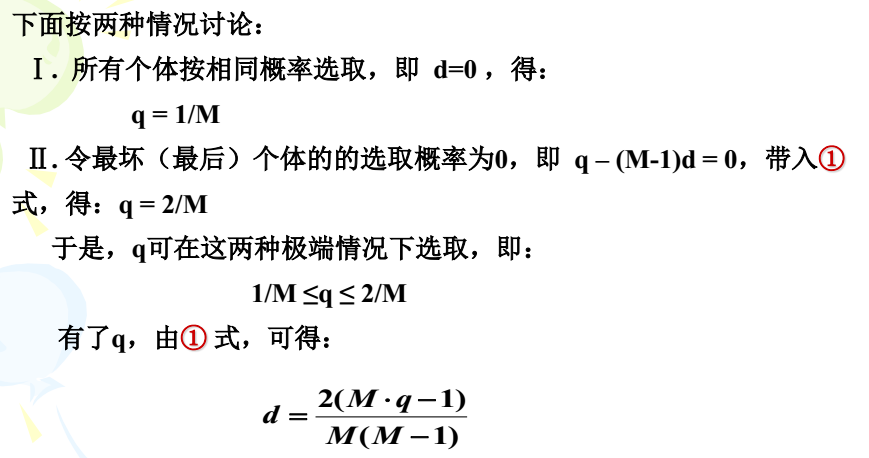 下面按两种情况讨论：
Ⅰ. 所有个体按相同概率选取，即 d=0 ，得：
q = 1/M
Ⅱ. 令最坏（最后）个体的的选取概率为0，即 q – (M-1)d = 0，带入①
式，得：q = 2/M
于是，q可在这两种极端情况下选取，即：
1/M ≤q ≤ 2/M
有了q，由① 式，可得：
d = 2(M·q−1) / M(M−1)